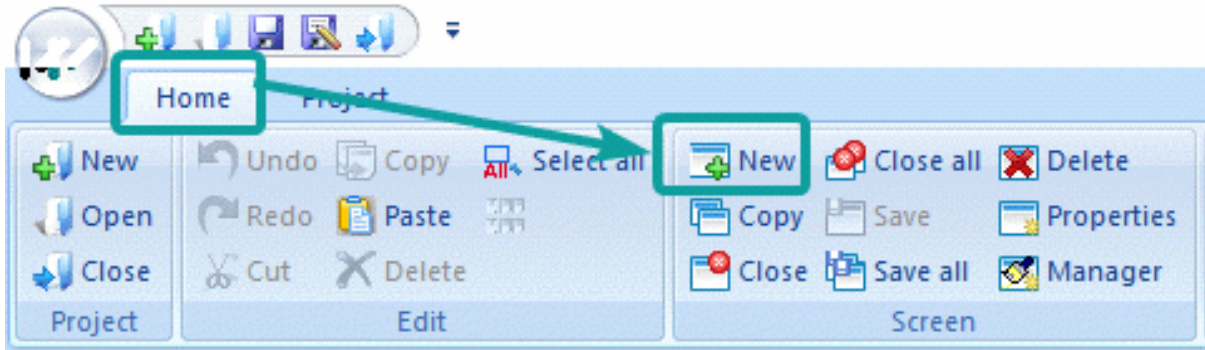 Home Project
New Undo Copy All Select all New Close all Delete
Open Redo Paste Copy Save Properties
Close Cut Delete Close Save all Manager
Project Edit Screen